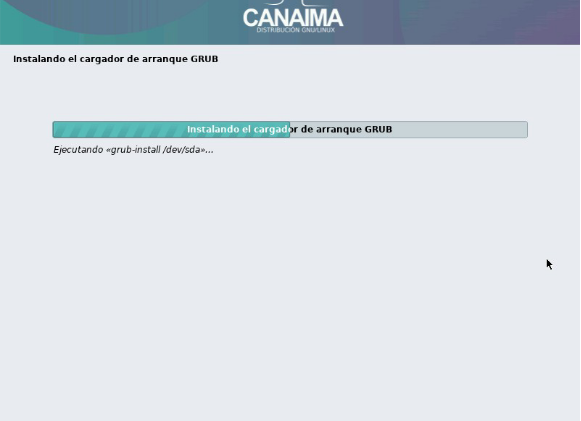 CANAIMA
DISTRIBUCIÓN GNU/LINUX
Instalando el cargador de arranque GRUB
Instalando el cargador de arranque GRUB
Ejecutando «grub-install /dev/sda»...